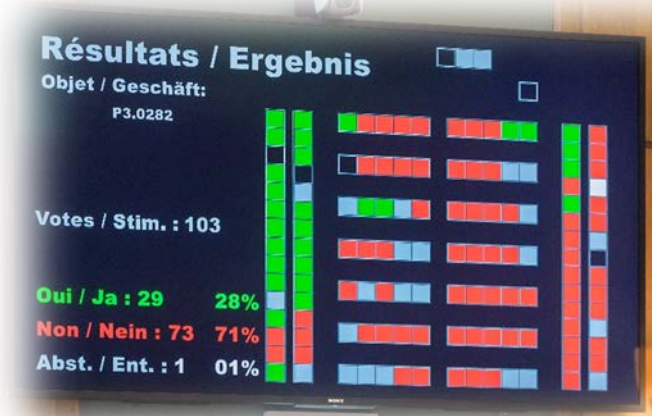 Résultats / Ergebnis
Objet / Geschäft:
P3.0282
Votes / Stim. : 103
Oui / Ja : 29 28%
Non / Nein : 73 71%
Abst. / Ent. : 1 01%
SONY